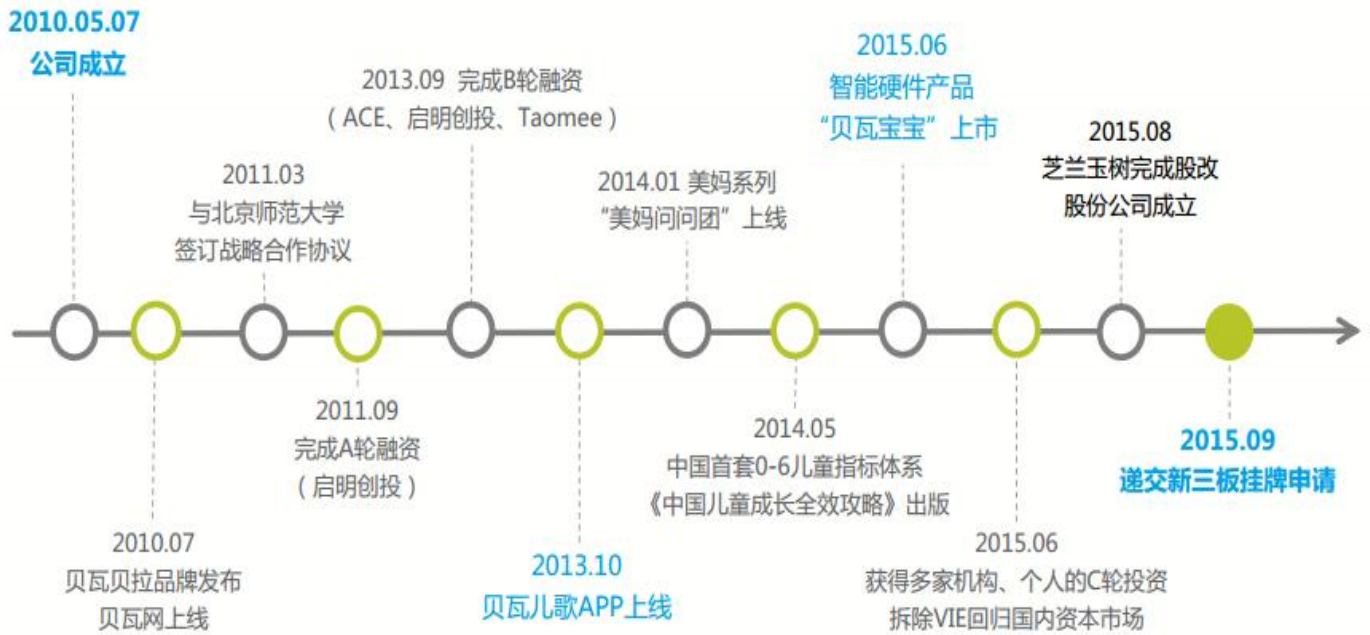 2010.05.07
公司成立
2010.07
贝瓦贝拉品牌发布
贝瓦网上线
2011.03
与北京师范大学
签订战略合作协议
2011.09
完成A轮融资
（启明创投）
2013.09 完成B轮融资
（ACE、启明创投、Taomee）
2013.10
贝瓦儿歌APP上线
2014.01 美妈系列
“美妈问问团”上线
2014.05
中国首套0-6儿童指标体系
《中国儿童成长全效攻略》出版
2015.06
智能硬件产品
“贝瓦宝宝”上市
2015.06
获得多家机构、个人的C轮投资
拆除VIE回归国内资本市场
2015.08
芝兰玉树完成股改
股份公司成立
2015.09
递交新三板挂牌申请